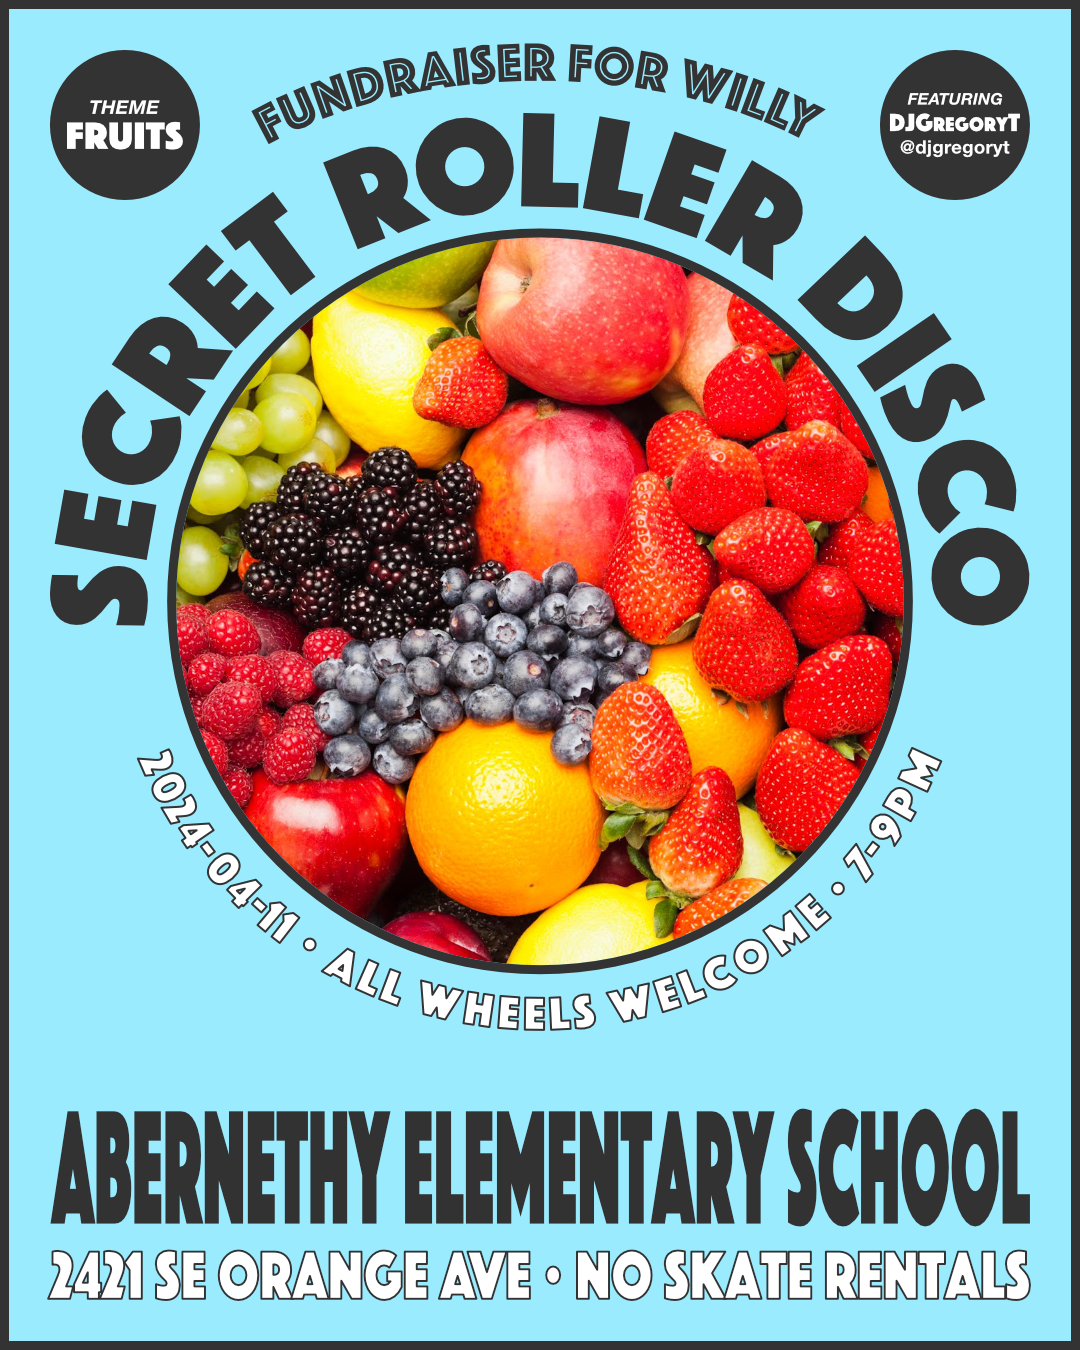 THEME
FRUITS
FUNDRAISER FOR WILLY
FEATURING
DJGREGORYT
@djgregoryt
SECRET ROLLER DISCO
2024-04-11 • ALL WHEELS WELCOME • 7-9PM
ABERNETHY ELEMENTARY SCHOOL
2421 SE ORANGE AVE • NO SKATE RENTALS